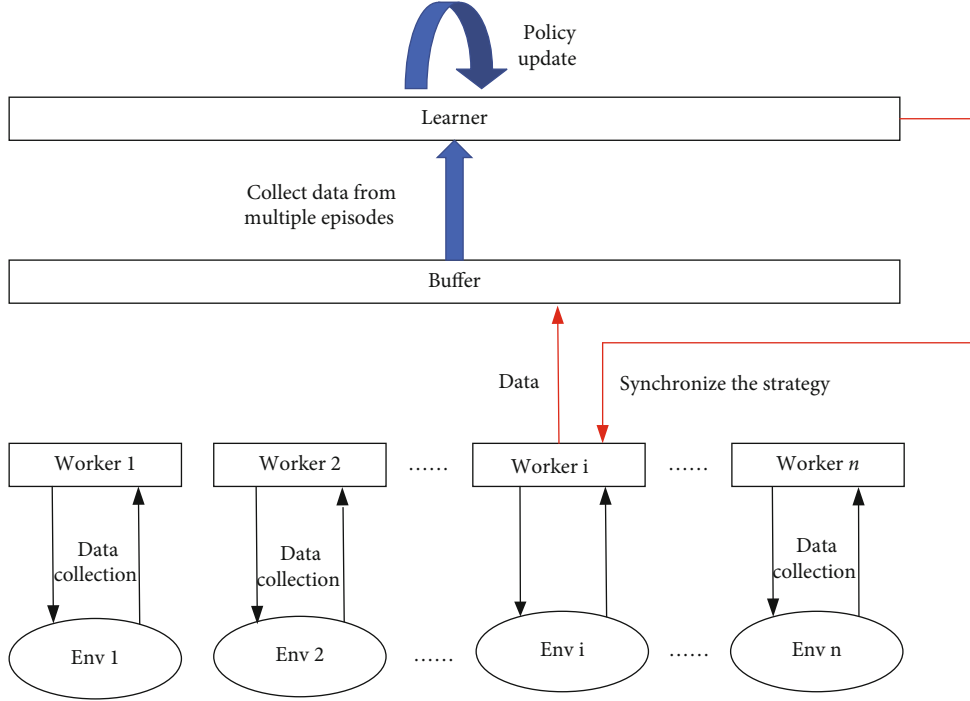 Policy
update
Learner
Collect data from
multiple episodes
Buffer
Data
Synchronize the strategy
Worker 1
Worker 2
......
Worker i
......
Worker n
Data
collection
Data
collection
Data
collection
Env 1
Env 2
......
Env i
......
Env n